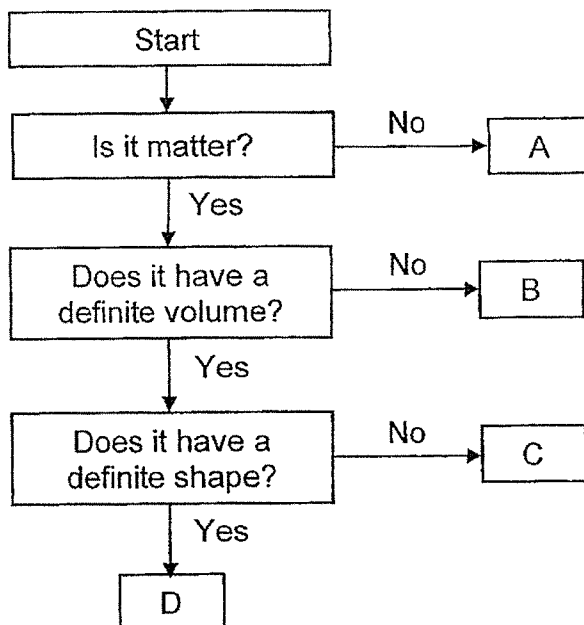 Start
Is it matter?
No
A
Yes
Does it have a
definite volume?
No
B
Yes
Does it have a
definite shape?
No
C
Yes
D